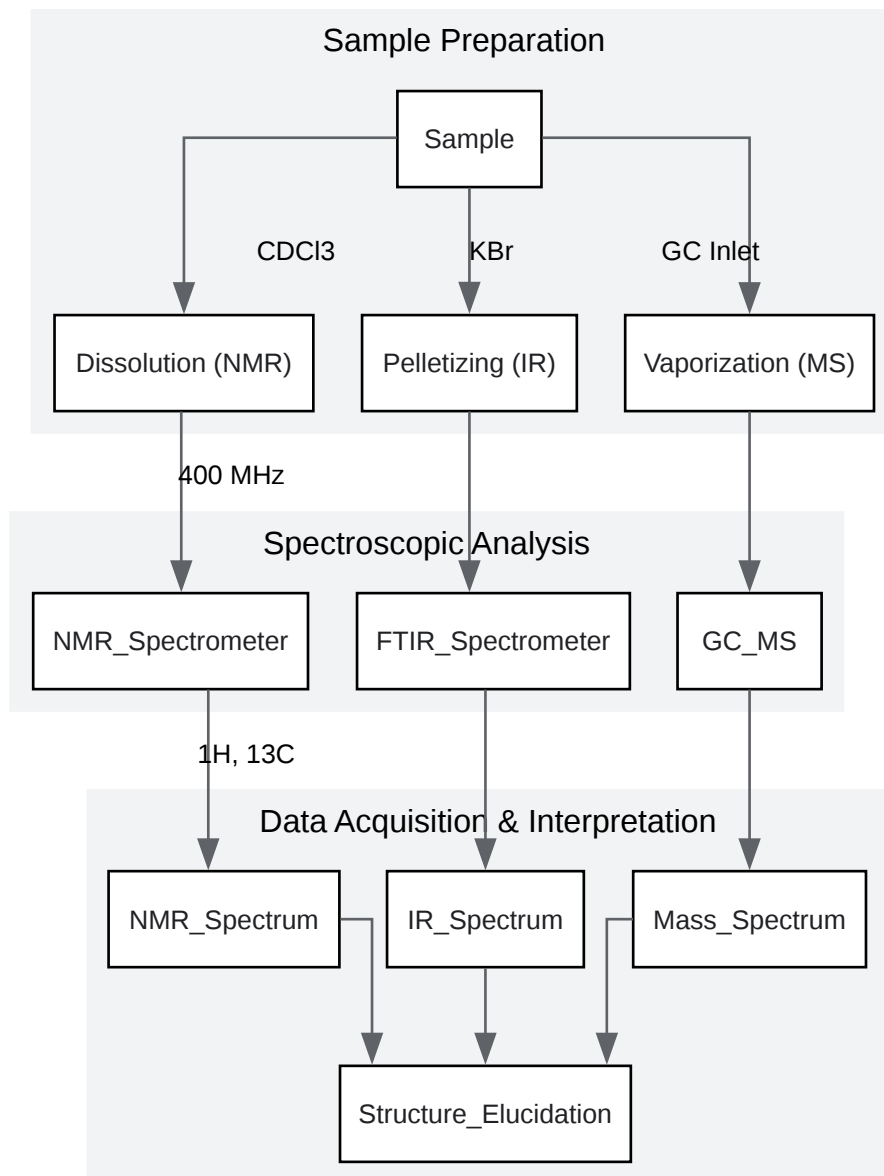 Sample Preparation
Sample
CDCl3
KBr
GC Inlet
Dissolution (NMR)
Pelletizing (IR)
Vaporization (MS)
400 MHz
Spectroscopic Analysis
NMR_Spectrometer
FTIR_Spectrometer
GC_MS
1H, 13C
Data Acquisition & Interpretation
NMR_Spectrum
IR_Spectrum
Mass_Spectrum
Structure_Elucidation